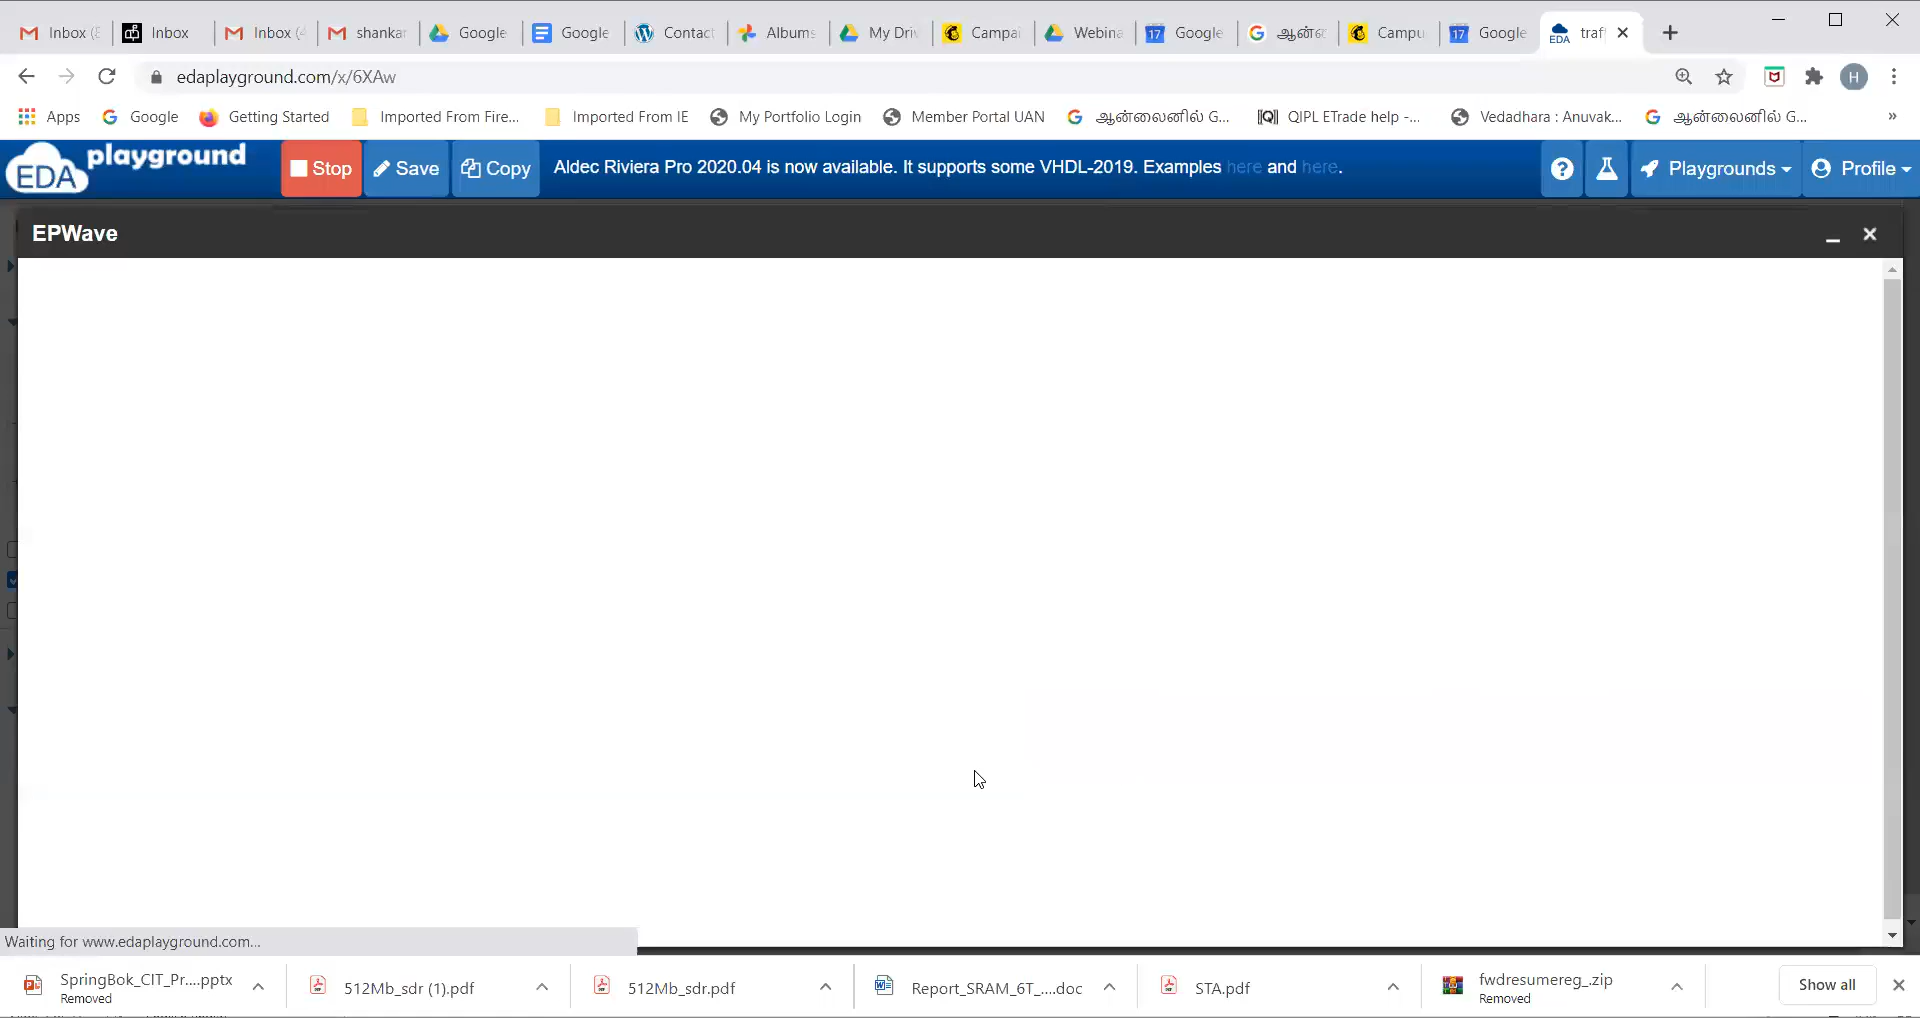 Inbox Inbox Inbox shankar Google Google Contact Albums My Driv Campai Webina Google ஆன்ல Campu Google traf
edaplayground.com/x/6XAw H
Apps Google Getting Started Imported From Fire... Imported From IE My Portfolio Login Member Portal UAN ஆன்லைனில் G... QIPL ETrade help -... Vedadhara : Anuvak... ஆன்லைனில் G... »
EDA playground Stop Save Copy Aldec Riviera Pro 2020.04 is now available. It supports some VHDL-2019. Examples here and here. Playgrounds Profile
EPWave
Waiting for www.edaplayground.com...
SpringBok_CIT_Pr....pptx 512Mb_sdr (1).pdf 512Mb_sdr.pdf Report_SRAM_6T_....doc STA.pdf fwdresumereg_.zip Show all
Removed Removed